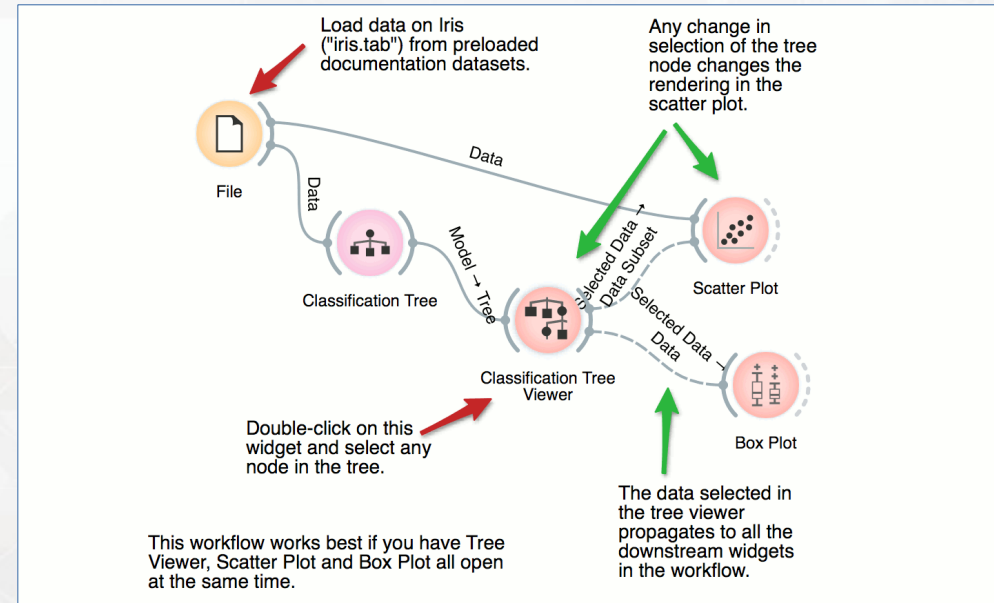 Load data on Iris
("iris.tab") from preloaded
documentation datasets.
Any change in
selection of the tree
node changes the
rendering in the
scatter plot.
File
Data
Data
Classification Tree
Model → Tree
Selected Data →
Data Subset
Scatter Plot
Selected Data →
Data
Classification Tree
Viewer
Box Plot
Double-click on this
widget and select any
node in the tree.
The data selected in
the tree viewer
propagates to all the
downstream widgets
in the workflow.
This workflow works best if you have Tree
Viewer, Scatter Plot and Box Plot all open
at the same time.